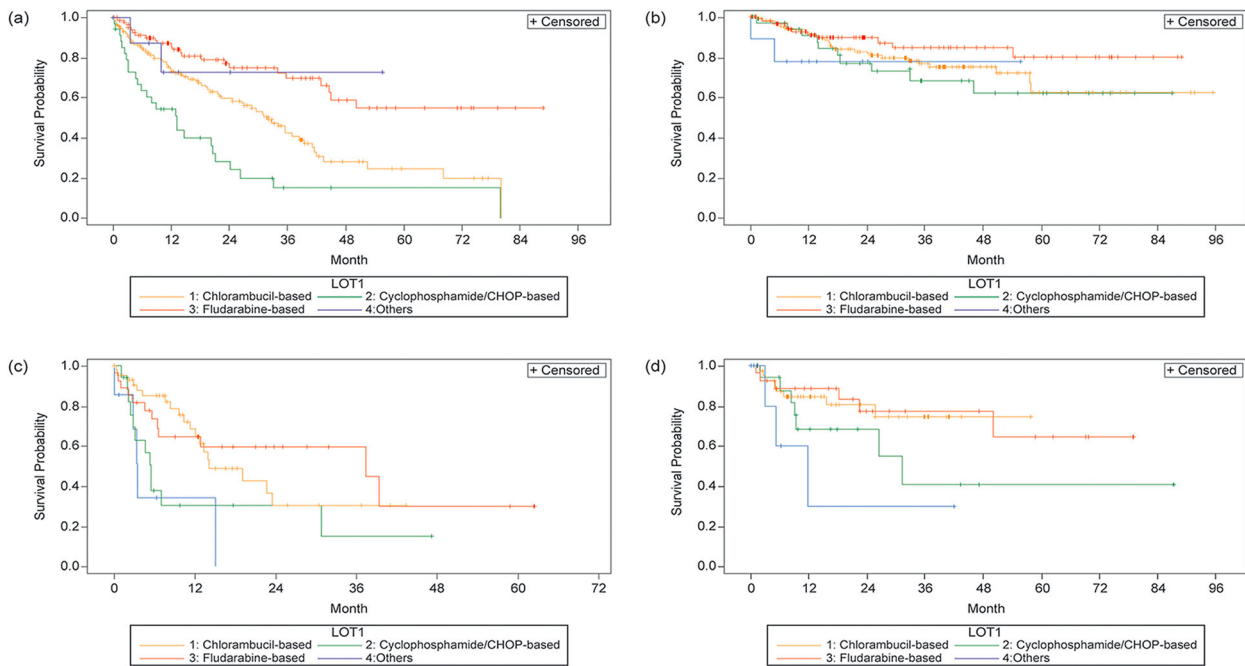 (a)
+ Censored
1.0
0.8
0.6
0.4
0.2
0.0
Survival Probability
0 12 24 36 48 60 72 84 96
Month
LOT1
1: Chlorambucil-based 2: Cyclophosphamide/CHOP-based
3: Fludarabine-based 4:Others
(b)
+ Censored
1.0
0.8
0.6
0.4
0.2
0.0
Survival Probability
0 12 24 36 48 60 72 84 96
Month
LOT1
1: Chlorambucil-based 2: Cyclophosphamide/CHOP-based
3: Fludarabine-based 4:Others
(c)
+ Censored
1.0
0.8
0.6
0.4
0.2
0.0
Survival Probability
0 12 24 36 48 60 72
Month
LOT1
1: Chlorambucil-based 2: Cyclophosphamide/CHOP-based
3: Fludarabine-based 4:Others
(d)
+ Censored
1.0
0.8
0.6
0.4
0.2
0.0
Survival Probability
0 12 24 36 48 60 72 84 96
Month
LOT1
1: Chlorambucil-based 2: Cyclophosphamide/CHOP-based
3: Fludarabine-based 4:Others